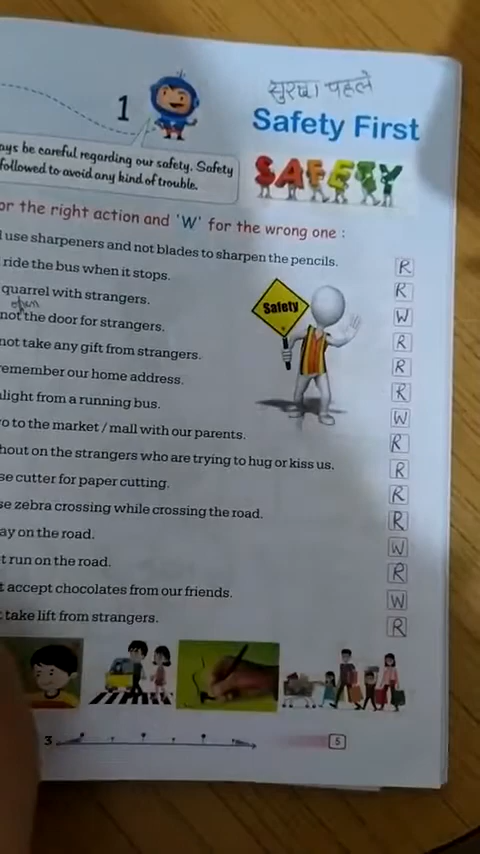 1
सुरक्षा पहले
Safety First
ays be careful regarding our safety. Safety
followed to avoid any kind of trouble.
SAFETY
or the right action and 'W' for the wrong one :
use sharpeners and not blades to sharpen the pencils. R
ride the bus when it stops. R
quarrel with strangers. W
open
not the door for strangers. R
Safety
not take any gift from strangers. R
emember our home address. R
light from a running bus. W
o to the market / mall with our parents. R
hout on the strangers who are trying to hug or kiss us. R
se cutter for paper cutting. R
se zebra crossing while crossing the road. R
ay on the road. W
t run on the road. R
t accept chocolates from our friends. W
t take lift from strangers. R
3
5